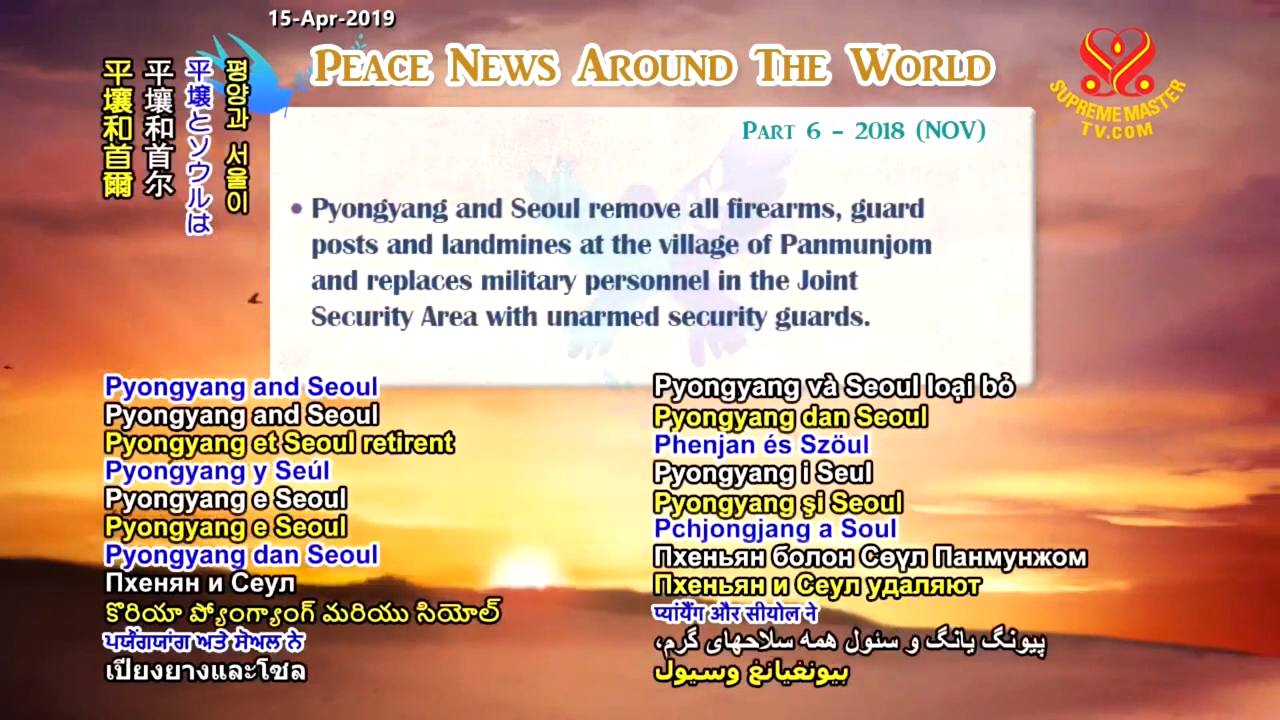 15-Apr-2019
PEACE NEWS AROUND THE WORLD
SUPREME MASTER
TV.COM
PART 6 - 2018 (NOV)
• Pyongyang and Seoul remove all firearms, guard
posts and landmines at the village of Panmunjom
and replaces military personnel in the Joint
Security Area with unarmed security guards.
평양과 서울이
平壌とソウルは
平壤和首尔
平壤和首爾
Pyongyang and Seoul
Pyongyang and Seoul
Pyongyang et Seoul retirent
Pyongyang y Seúl
Pyongyang e Seoul
Pyongyang e Seoul
Pyongyang dan Seoul
Пхенян и Сеул
కొరియా ప్యోంగ్యాంగ్ మరియు సియోల్
ਪਯੌਂਗਯਾਂਗ ਅਤੇ ਸੋਅਲ ਨੇ
เปียงยางและโซล
Pyongyang và Seoul loại bỏ
Pyongyang dan Seoul
Phenjan és Szöul
Pyongyang i Seul
Pyongyang şi Seoul
Pchjongjang a Soul
Пхеньян болон Сөүл Панмунжом
Пхеньян и Сеул удаляют
प्यांयैंग और सीयोल ने
پیونگ یانگ و سئول همه سلاحهای گرم،
بيونغيانغ وسيول